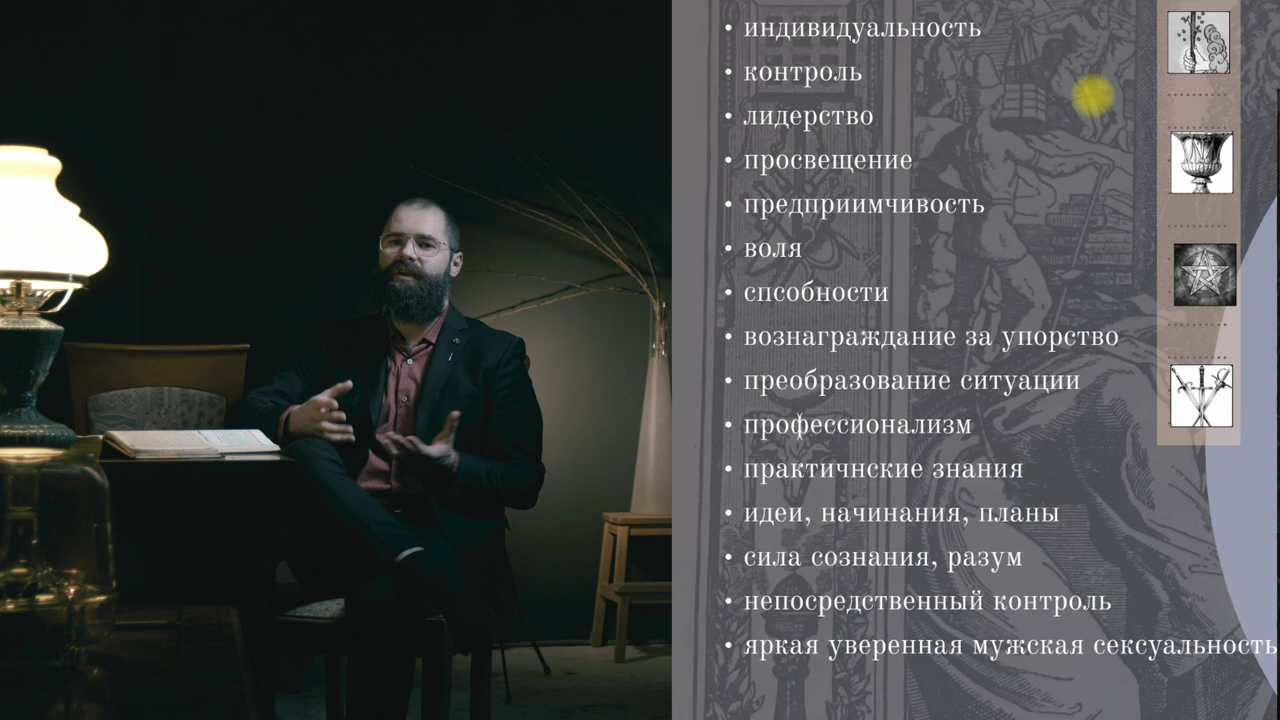 • индивидуальность
• контроль
• лидерство
• просвещение
• предприимчивость
• воля
• спсобности
• вознаграждание за упорство
• преобразование ситуации
• профессионализм
• практичнские знания
• идеи, начинания, планы
• сила сознания, разум
• непосредственный контроль
• яркая уверенная мужская сексуальность